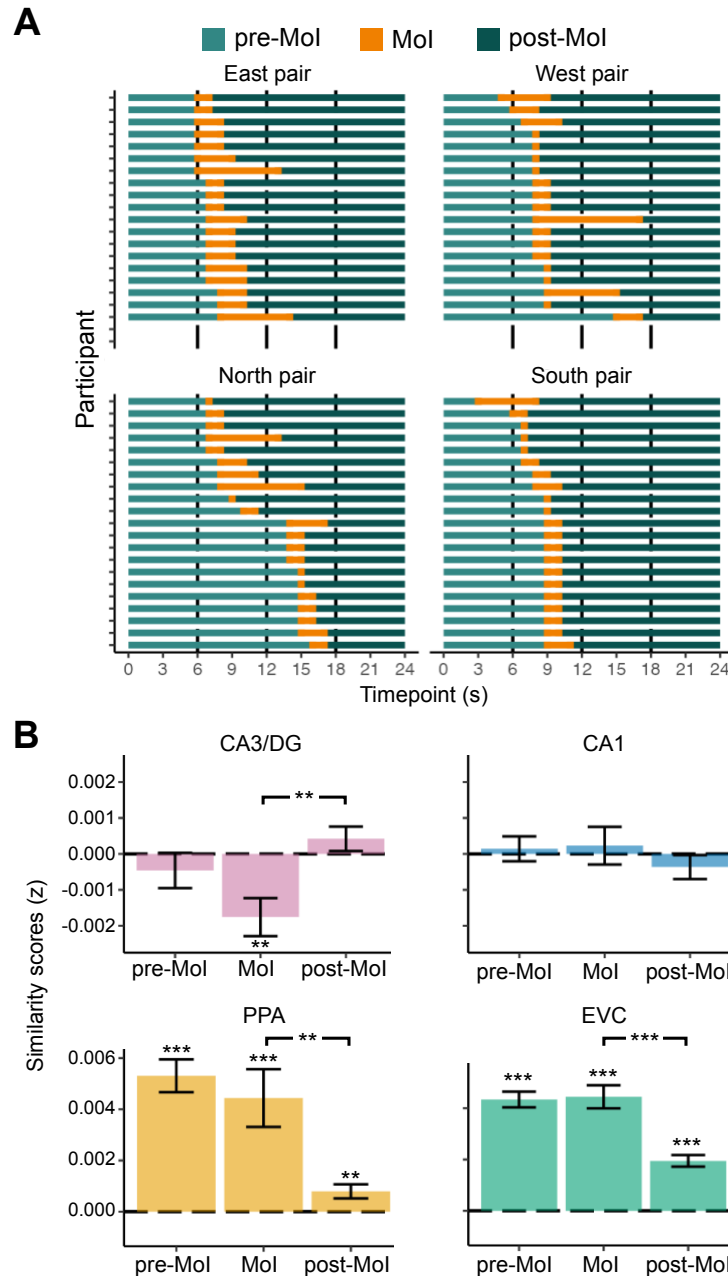 A
pre-MoI MoI post-MoI
East pair West pair
Participant
North pair South pair
0 3 6 9 12 15 18 21 24 0 3 6 9 12 15 18 21 24
Timepoint (s)
B
CA3/DG CA1
0.002
0.001
0.000
-0.001
-0.002
**
**
pre-MoI MoI post-MoI pre-MoI MoI post-MoI
Similarity scores (z)
PPA EVC
0.006
0.004
0.002
0.000
*** *** ** **
*** *** *** ***
pre-MoI MoI post-MoI pre-MoI MoI post-MoI